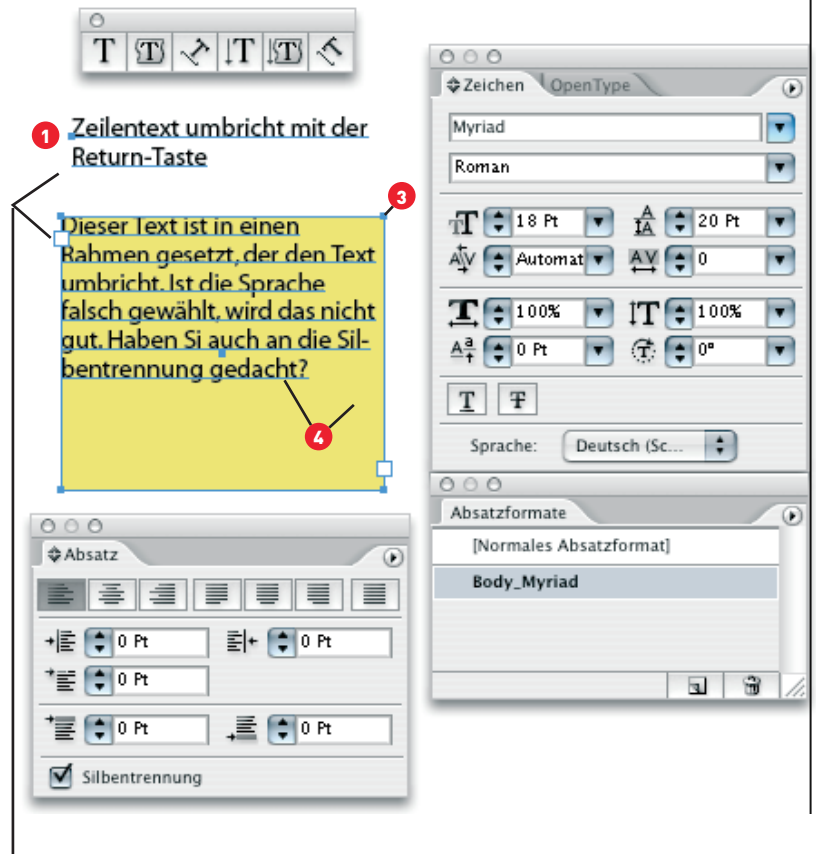 T T T T T T
1 Zeilentext umbricht mit der
Return-Taste
3
Dieser Text ist in einen
Rahmen gesetzt, der den Text
umbricht. Ist die Sprache
falsch gewählt, wird das nicht
gut. Haben Si auch an die Sil-
bentrennung gedacht?
4
Absatz
0 Pt 0 Pt
0 Pt
0 Pt 0 Pt
Silbentrennung
Zeichen OpenType
Myriad
Roman
18 Pt 20 Pt
Automat 0
100% 100%
0 Pt 0°
T T
Sprache: Deutsch (Sc...
Absatzformate
[Normales Absatzformat]
Body_Myriad